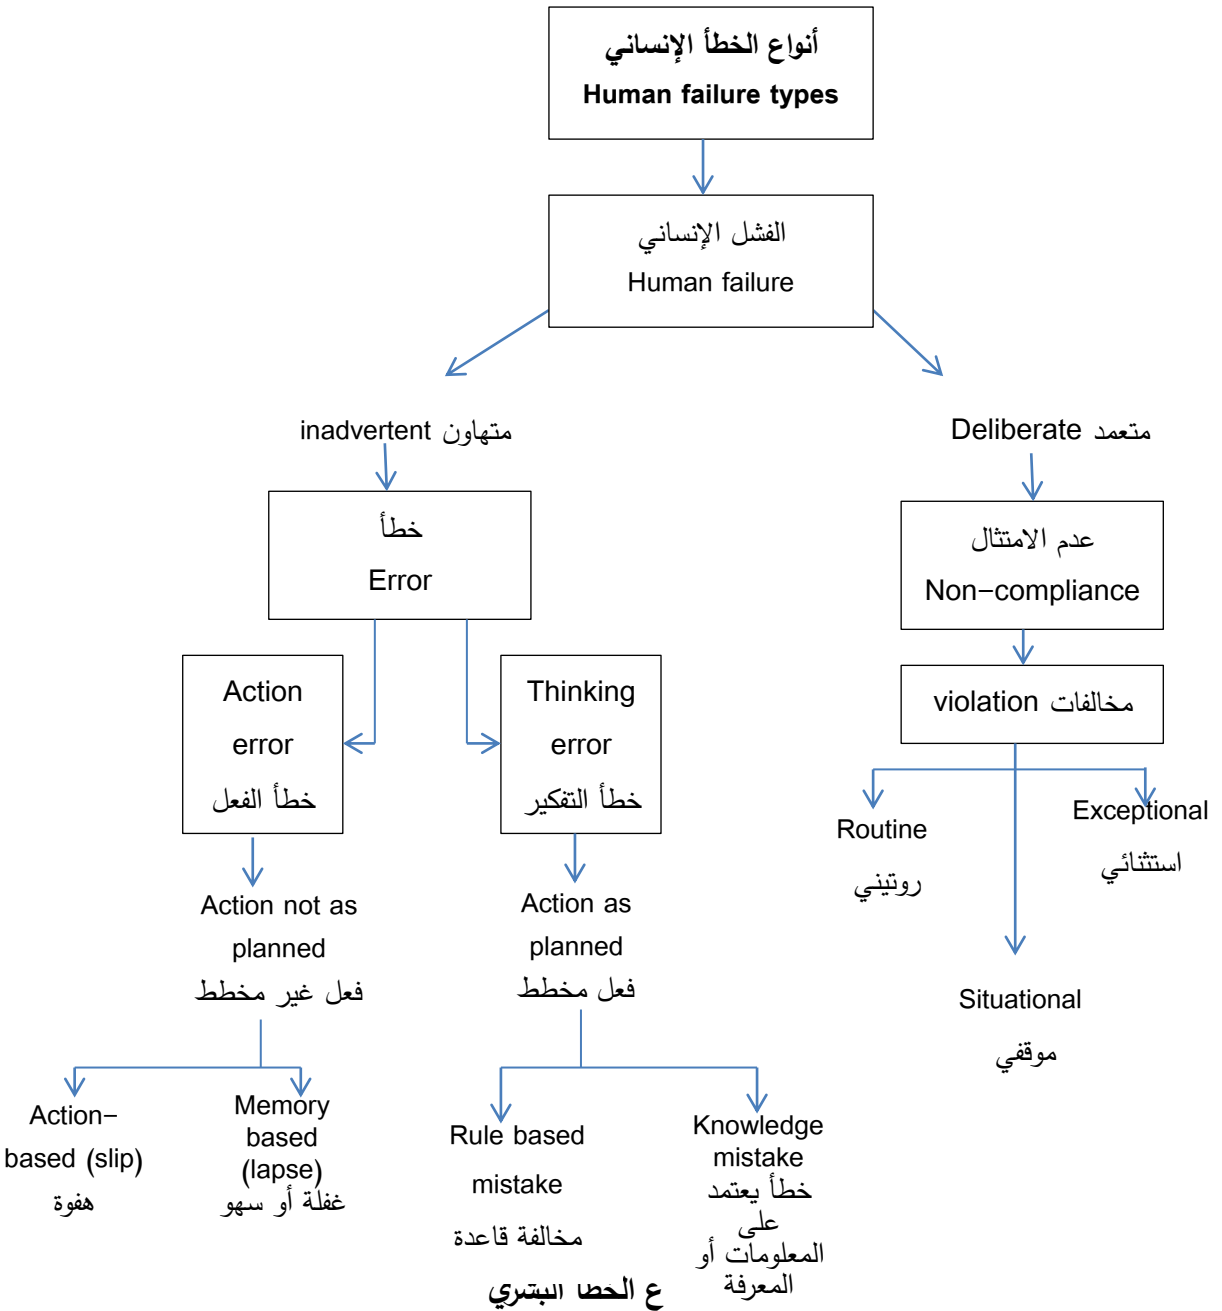 أنواع الخطأ الإنساني
Human failure types
الفشل الإنساني
Human failure
متهاون inadvertent
متعمد Deliberate
خطأ
Error
عدم الامتثال
Non-compliance
Action
error
خطأ الفعل
Thinking
error
خطأ التفكير
مخالفات violation
Routine
روتيني
Exceptional
استثنائي
Action not as
planned
فعل غير مخطط
Action as
planned
فعل مخطط
Situational
موقفي
Action-
based (slip)
هفوة
Memory
based
(lapse)
غفلة أو سهو
Rule based
mistake
مخالفة قاعدة
Knowledge
mistake
خطأ يعتمد
على
المعلومات أو
المعرفة
ع الخطأ البشري